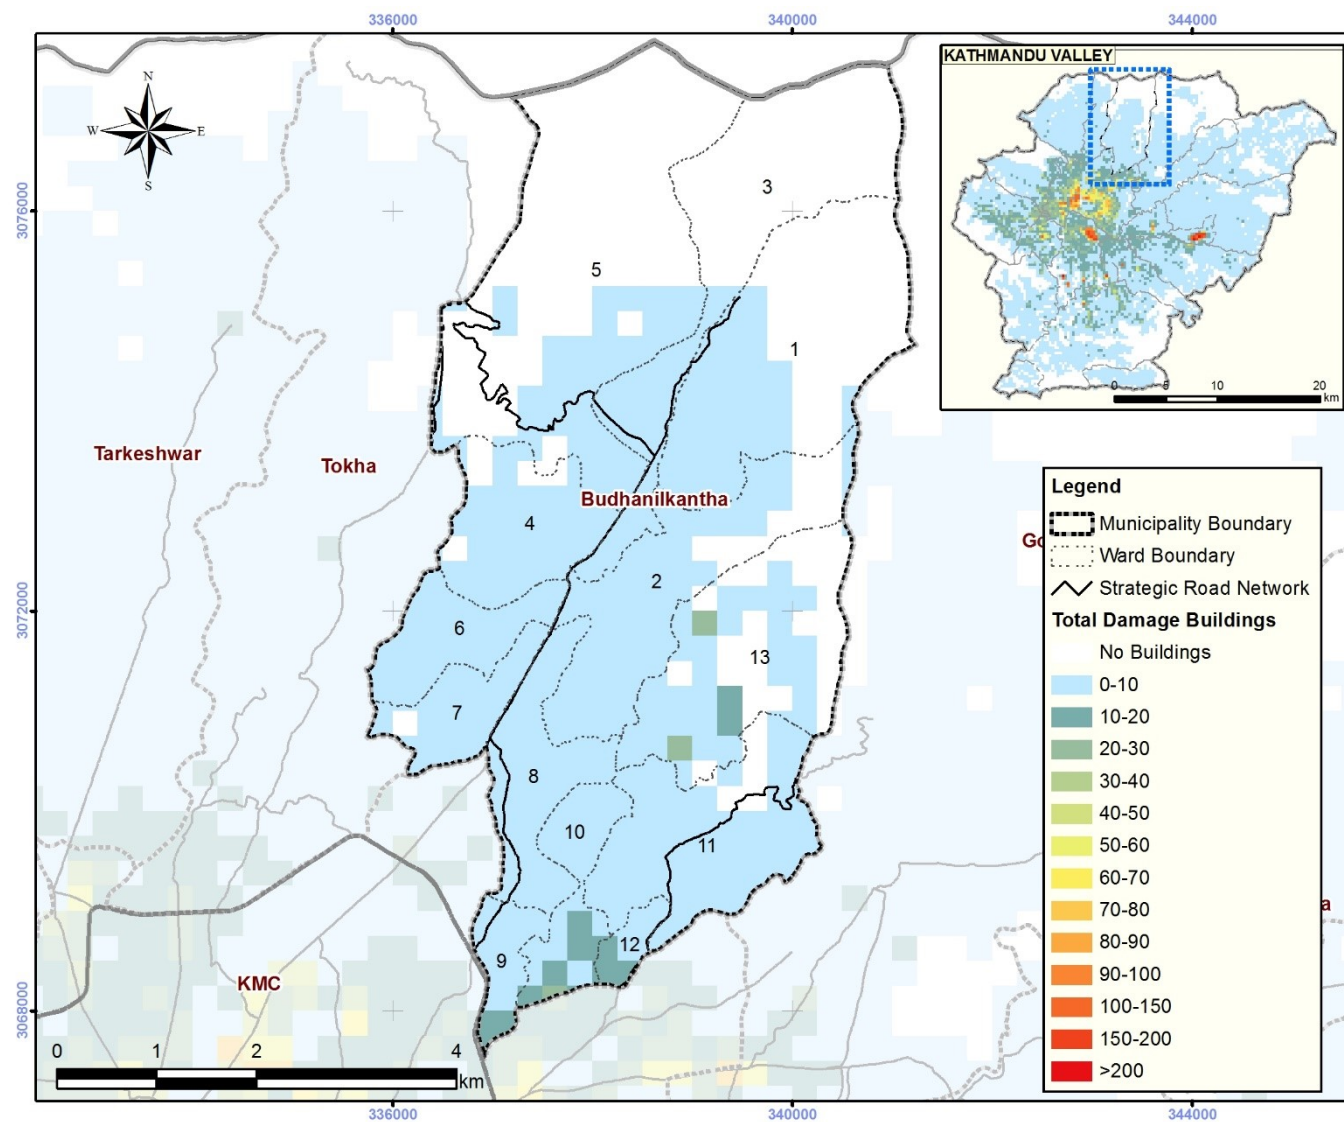 336000
340000
344000
KATHMANDU VALLEY
0
5
10
20
km
N
W
E
S
3076000
3
5
1
Tarkeshwar
Tokha
Budhanilkantha
4
Go
Legend
Municipality Boundary
Ward Boundary
Strategic Road Network
Total Damage Buildings
No Buildings
0-10
10-20
20-30
30-40
40-50
50-60
60-70
70-80
80-90
90-100
100-150
150-200
>200
3072000
2
6
13
7
8
10
11
a
12
9
KMC
3068000
0
1
2
4
km
336000
340000
344000